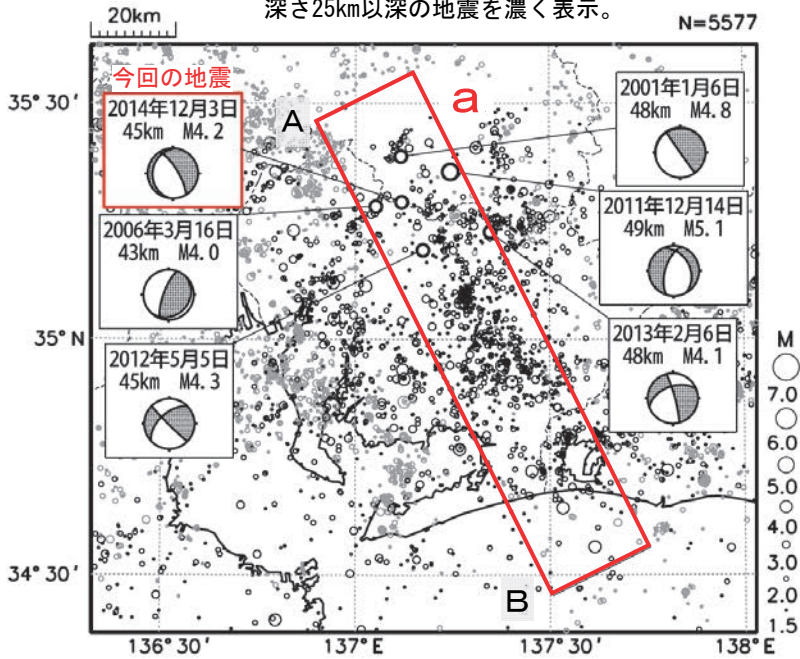 深さ25km以深の地震を濃く表示。
20km
N=5577
今回の地震
2014年12月3日
45km M4.2
2006年3月16日
43km M4.0
2012年5月5日
45km M4.3
2001年1月6日
48km M4.8
2011年12月14日
49km M5.1
2013年2月6日
48km M4.1
A
a
B
35°30′
35°N
34°30′
136°30′
137°E
137°30′
138°E
M
7.0
6.0
5.0
4.0
3.0
2.0
1.5